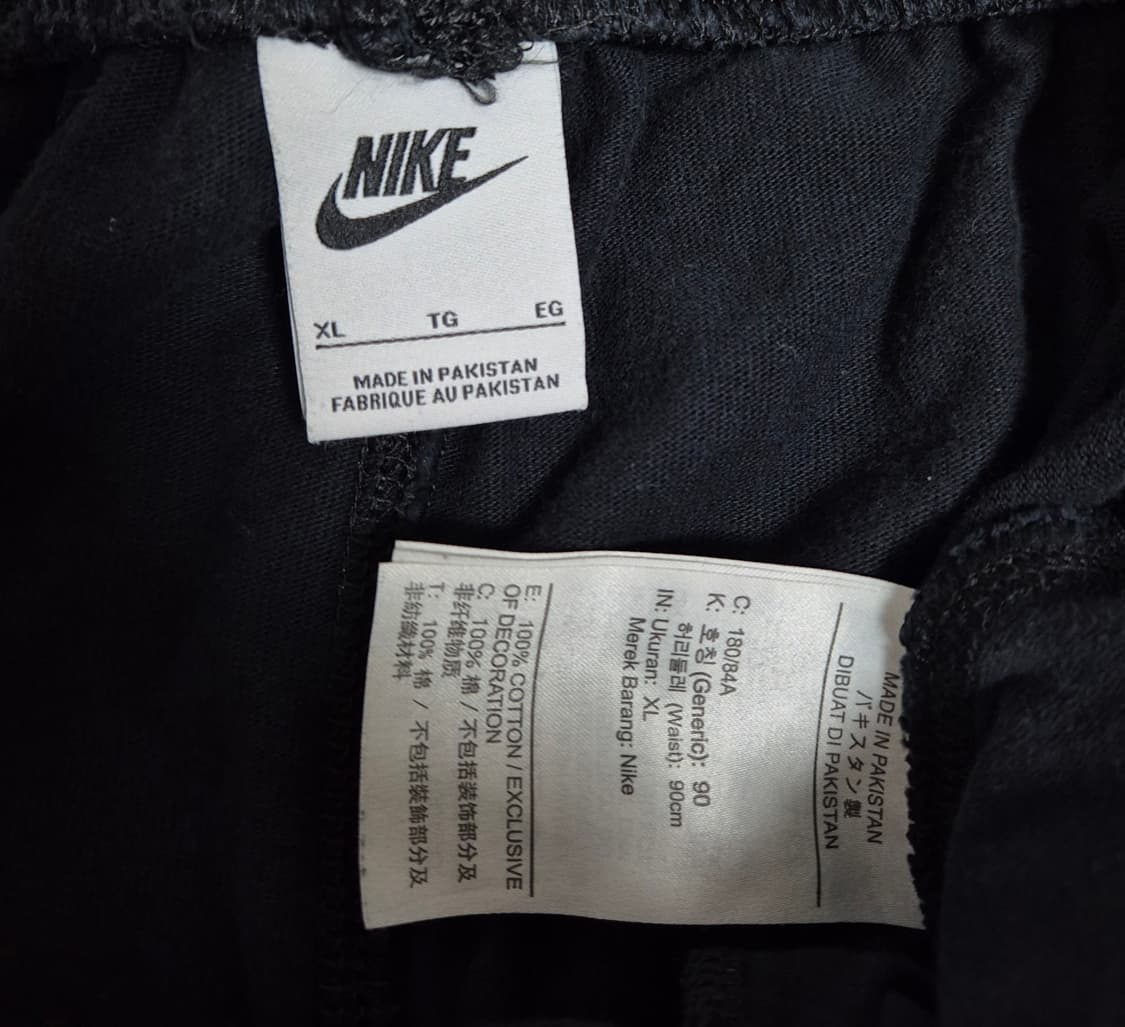 NIKE
XL TG EG
MADE IN PAKISTAN
FABRIQUE AU PAKISTAN
MADE IN PAKISTAN
パキスタン製
DIBUAT DI PAKISTAN
C: 180/84A
K: 호칭 (Generic): 90
허리둘레 (Waist): 90cm
IN: Ukuran: XL
Merek Barang: Nike
E: 100% COTTON / EXCLUSIVE
OF DECORATION
C: 100% 棉 / 不包括装饰部分及
非纤维物质
T: 100% 棉 / 不包括裝飾部分及
非紡織材料